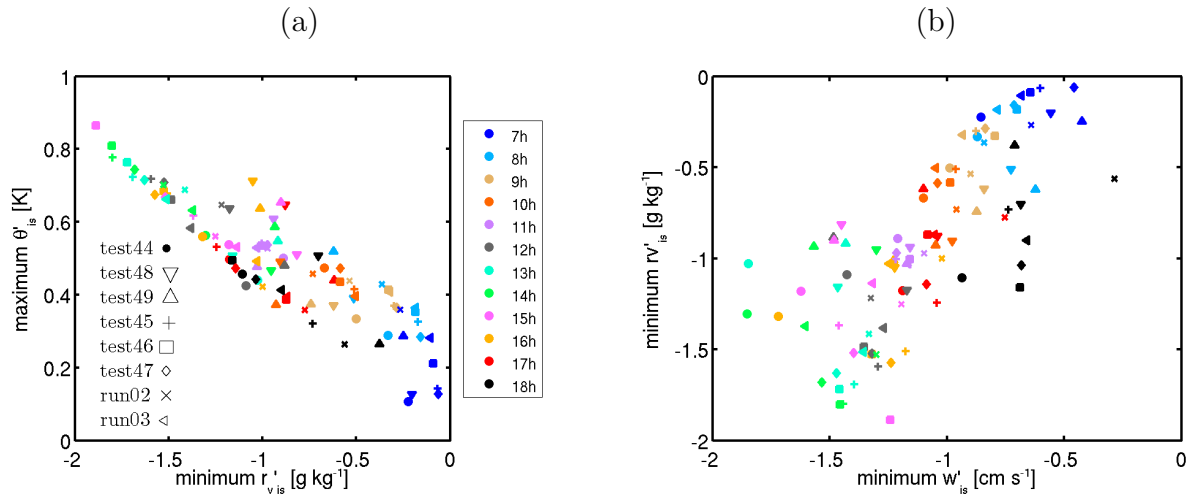 (a)
(b)
1
0.8
0.6
0.4
0.2
0
-2
-1.5
-1
-0.5
0
maximum θ'is [K]
minimum rv'is [g kg-1]
test44
test48
test49
test45
test46
test47
run02
run03
7h
8h
9h
10h
11h
12h
13h
14h
15h
16h
17h
18h
0
-0.5
-1
-1.5
-2
-2
-1.5
-1
-0.5
0
minimum rv'is [g kg-1]
minimum w'is [cm s-1]